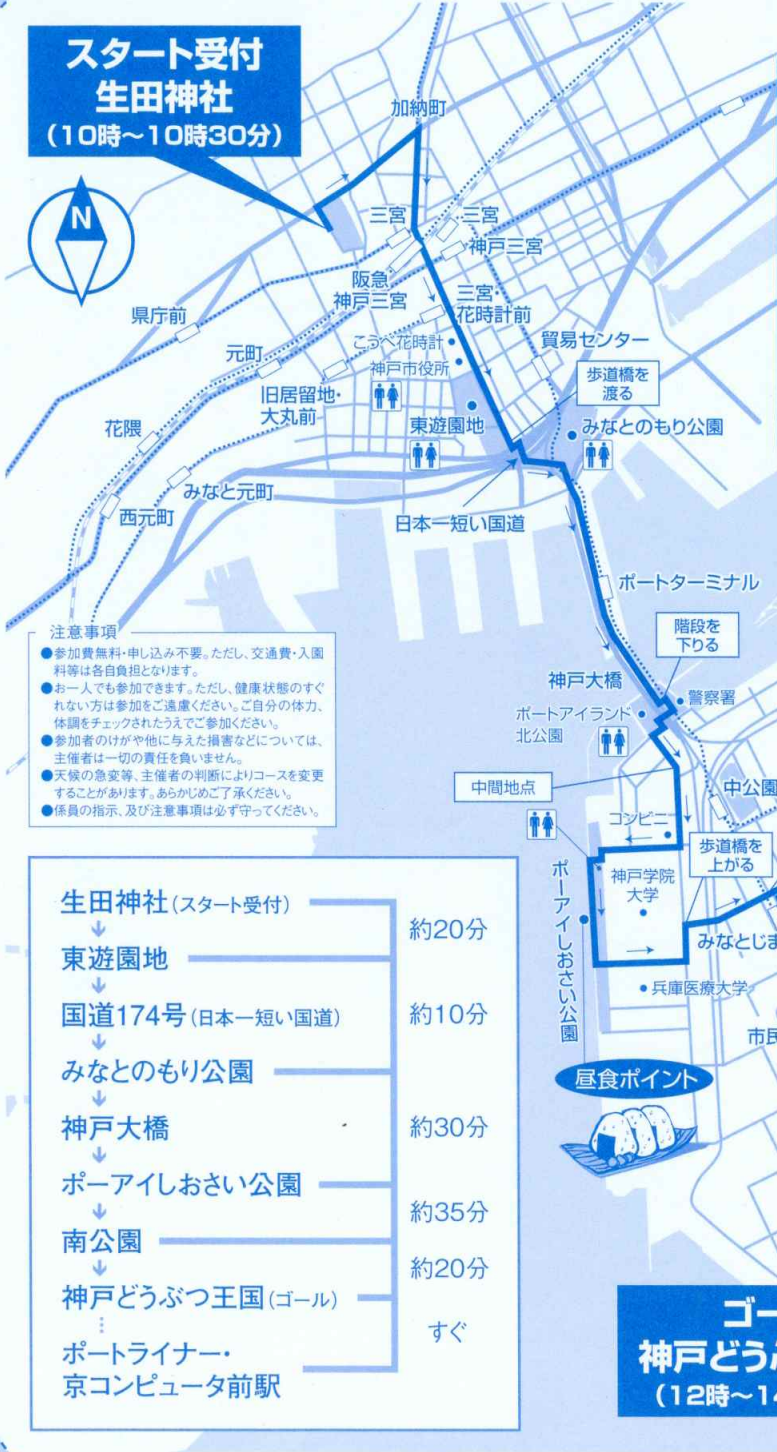 スタート受付
生田神社
(10時～10時30分)
N
加納町
三宮
三宮
神戸三宮
阪急・
神戸三宮
三宮・
花時計前
県庁前
こうべ花時計
貿易センター
元町
神戸市役所
歩道橋を
渡る
旧居留地・
大丸前
花隈
東遊園地
みなとのもり公園
みなと元町
西元町
日本一短い国道
ポートターミナル
注意事項
●参加費無料・申し込み不要。ただし、交通費・入園
料等は各自負担となります。
●お一人でも参加できます。ただし、健康状態のすぐ
れない方は参加をご遠慮ください。ご自分の体力、
体調をチェックされたうえでご参加ください。
●参加者のけがや他に与えた損害などについては、
主催者は一切の責任を負いません。
●天候の急変等、主催者の判断によりコースを変更
することがあります。あらかじめご了承ください。
●係員の指示、及び注意事項は必ず守ってください。
階段を
下りる
神戸大橋
警察署
ポートアイランド
北公園
中間地点
中公園
コンビニ
歩道橋を
上がる
神戸学院
大学
ポーアイしおさい公園
みなとじま
兵庫医療大学
市民
昼食ポイント
生田神社(スタート受付)
約20分
東遊園地
国道174号(日本一短い国道)
約10分
みなとのもり公園
神戸大橋
約30分
ポーアイしおさい公園
約35分
南公園
約20分
神戸どうぶつ王国(ゴール)
すぐ
ポートライナー・
京コンピュータ前駅
ゴー
神戸どう
(12時～1